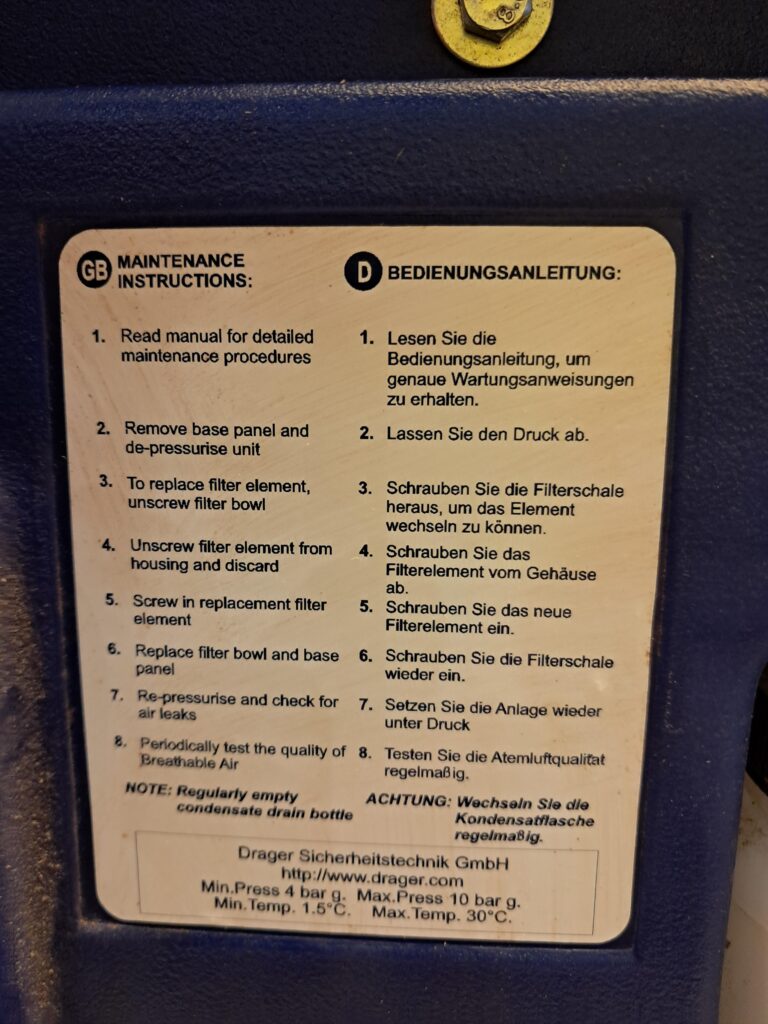 GB MAINTENANCE
INSTRUCTIONS:
1. Read manual for detailed
maintenance procedures
2. Remove base panel and
de-pressurise unit
3. To replace filter element,
unscrew filter bowl
4. Unscrew filter element from
housing and discard
5. Screw in replacement filter
element
6. Replace filter bowl and base
panel
7. Re-pressurise and check for
air leaks
8. Periodically test the quality of
Breathable Air
NOTE: Regularly empty
condensate drain bottle
D BEDIENUNGSANLEITUNG:
1. Lesen Sie die
Bedienungsanleitung, um
genaue Wartungsanweisungen
zu erhalten.
2. Lassen Sie den Druck ab.
3. Schrauben Sie die Filterschale
heraus, um das Element
wechseln zu können.
4. Schrauben Sie das
Filterelement vom Gehäuse
ab.
5. Schrauben Sie das neue
Filterelement ein.
6. Schrauben Sie die Filterschale
wieder ein.
7. Setzen Sie die Anlage wieder
unter Druck
8. Testen Sie die Atemluftqualität
regelmaßig.
ACHTUNG: Wechseln Sie die
Kondensatflasche
regelmaßig.
Drager Sicherheitstechnik GmbH
http://www.drager.com
Min.Press 4 bar g. Max.Press 10 bar g.
Min.Temp. 1.5°C. Max.Temp. 30°C.